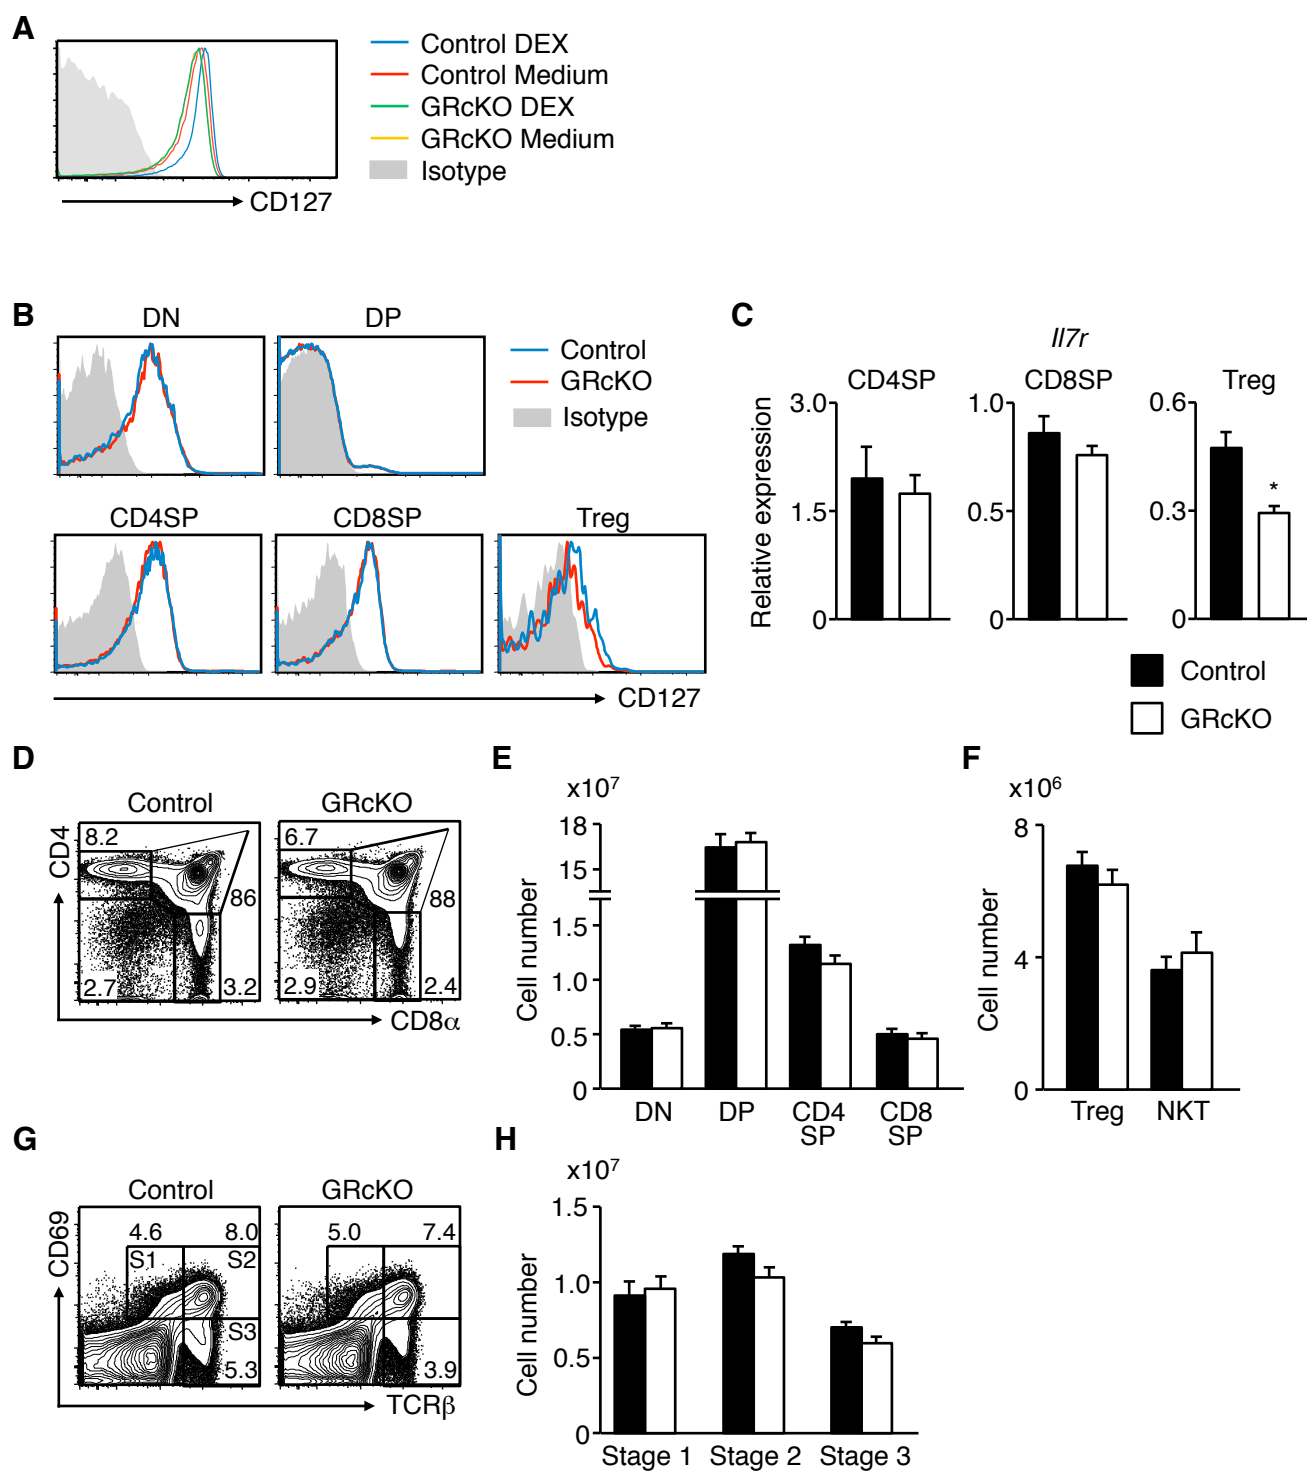 A
Control DEX
Control Medium
GRcKO DEX
GRcKO Medium
Isotype
CD127
B
DN
DP
Control
GRcKO
Isotype
CD4SP
CD8SP
Treg
CD127
C
Il7r
CD4SP
CD8SP
Treg
Relative expression
3.0
1.5
0
1.0
0.5
0
0.6
0.3
0
*
Control
GRcKO
D
Control
GRcKO
CD4
8.2
86
2.7
3.2
6.7
88
2.9
2.4
CD8α
E
x10⁷
Cell number
18
15
1.5
1.0
0.5
0
DN
DP
CD4
SP
CD8
SP
F
x10⁶
Cell number
8
4
0
Treg
NKT
G
Control
GRcKO
CD69
4.6
8.0
S1
S2
S3
5.3
5.0
7.4
3.9
TCRβ
H
x10⁷
Cell number
1.5
1.0
0.5
0
Stage 1
Stage 2
Stage 3